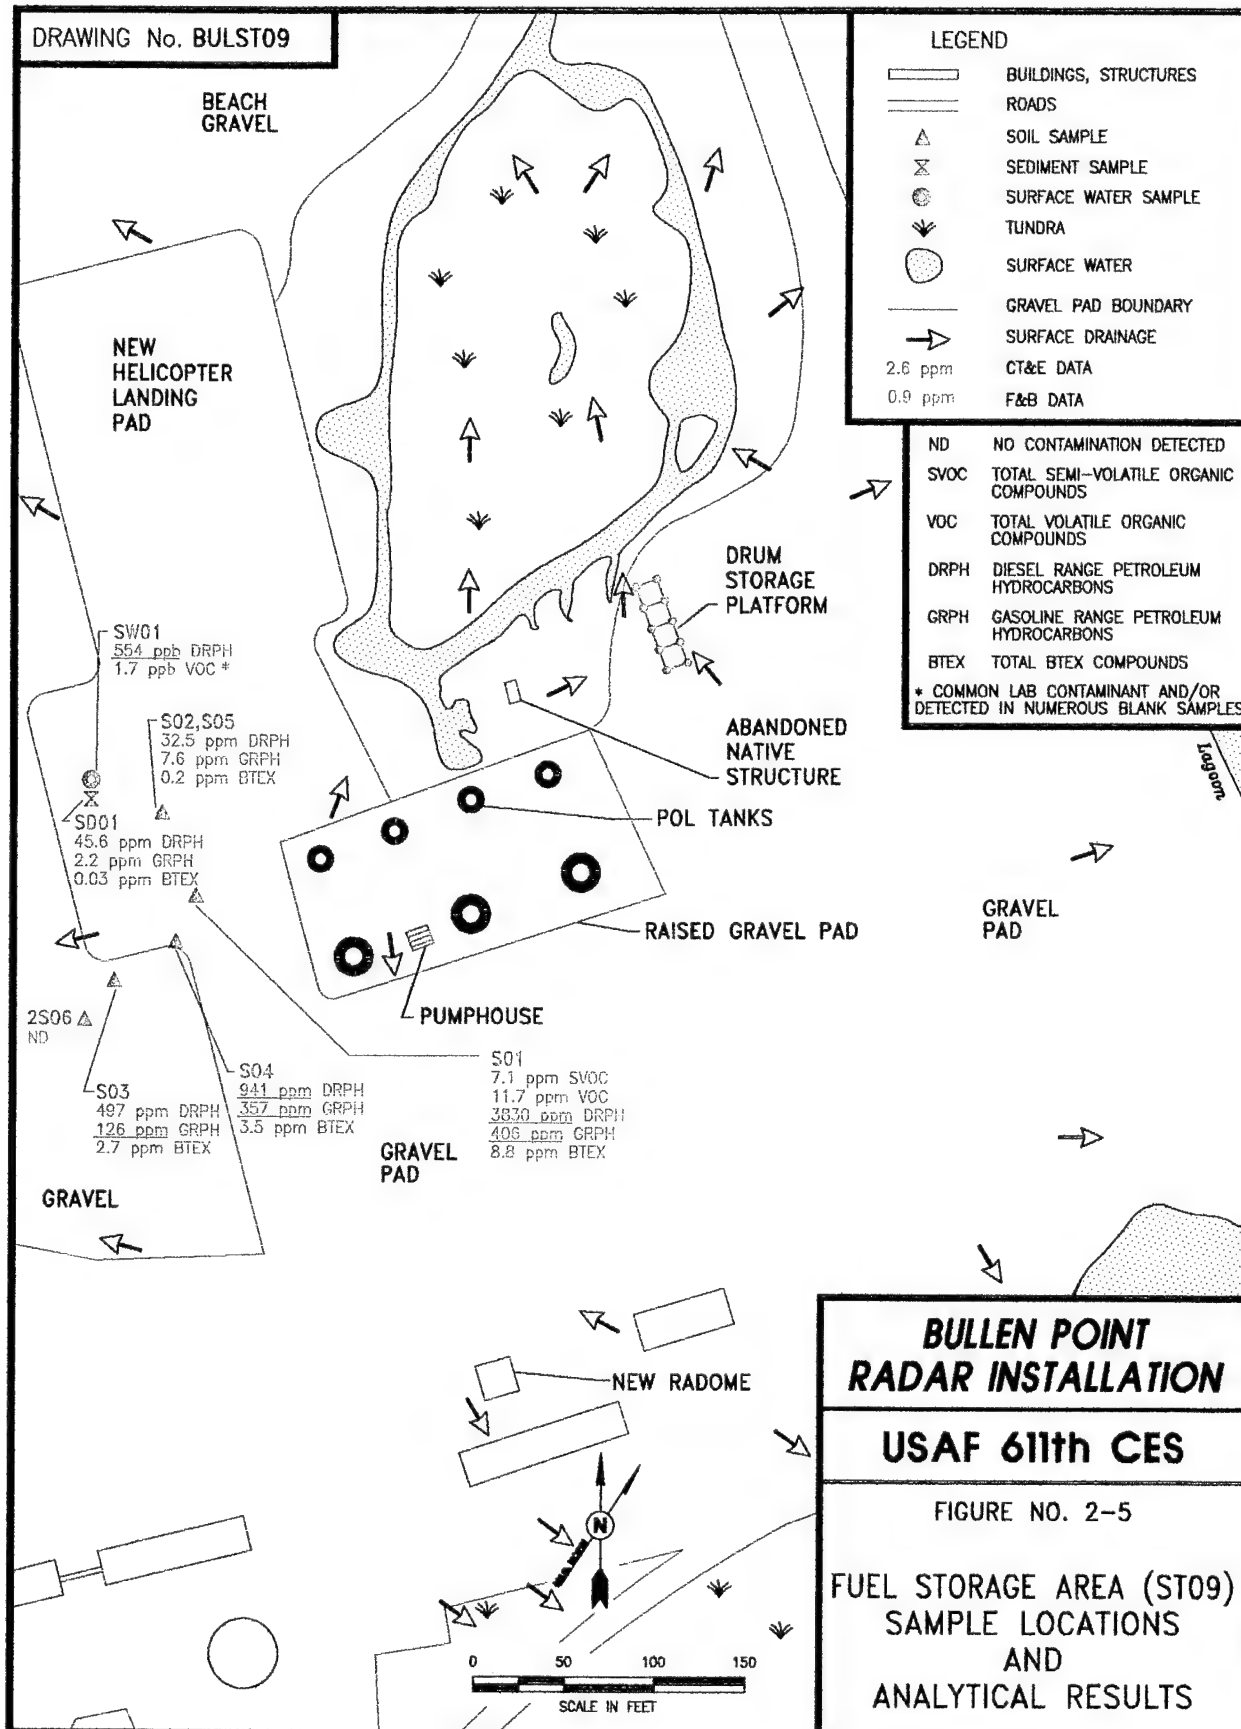 DRAWING No. BULST09
BEACH
GRAVEL
NEW
HELICOPTER
LANDING
PAD
LEGEND
BUILDINGS, STRUCTURES
ROADS
SOIL SAMPLE
SEDIMENT SAMPLE
SURFACE WATER SAMPLE
TUNDRA
SURFACE WATER
GRAVEL PAD BOUNDARY
SURFACE DRAINAGE
2.6 ppm CT&E DATA
0.9 ppm F&B DATA
ND NO CONTAMINATION DETECTED
SVOC TOTAL SEMI-VOLATILE ORGANIC
COMPOUNDS
VOC TOTAL VOLATILE ORGANIC
COMPOUNDS
DRPH DIESEL RANGE PETROLEUM
HYDROCARBONS
GRPH GASOLINE RANGE PETROLEUM
HYDROCARBONS
BTEX TOTAL BTEX COMPOUNDS
* COMMON LAB CONTAMINANT AND/OR
DETECTED IN NUMEROUS BLANK SAMPLES
Lagoon
DRUM
STORAGE
PLATFORM
SW01
554 ppb DRPH
1.7 ppb VOC *
S02,S05
32.5 ppm DRPH
7.6 ppm GRPH
0.2 ppm BTEX
SD01
45.6 ppm DRPH
2.2 ppm GRPH
0.03 ppm BTEX
ABANDONED
NATIVE
STRUCTURE
POL TANKS
RAISED GRAVEL PAD
GRAVEL
PAD
PUMPHOUSE
2S06
ND
S03
497 ppm DRPH
126 ppm GRPH
2.7 ppm BTEX
S04
941 ppm DRPH
357 ppm GRPH
3.5 ppm BTEX
S01
7.1 ppm SVOC
11.7 ppm VOC
3830 ppm DRPH
406 ppm GRPH
8.8 ppm BTEX
GRAVEL
PAD
GRAVEL
NEW RADOME
N
0 50 100 150
SCALE IN FEET
BULLEN POINT
RADAR INSTALLATION
USAF 611th CES
FIGURE NO. 2-5
FUEL STORAGE AREA (ST09)
SAMPLE LOCATIONS
AND
ANALYTICAL RESULTS